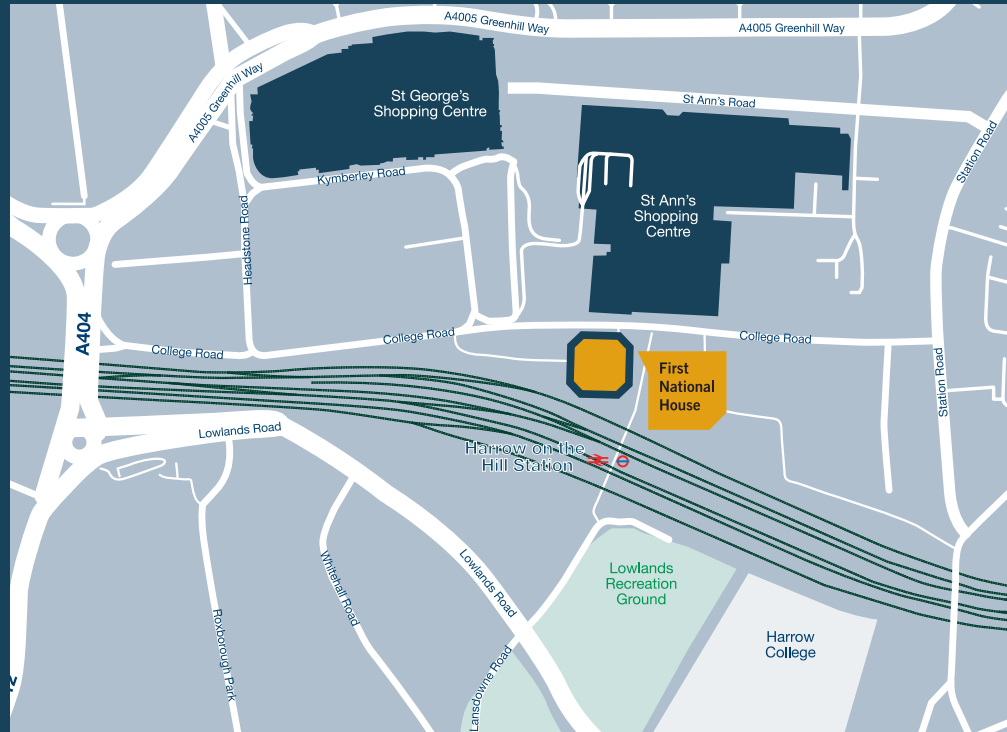 A4005 Greenhill Way
A4005 Greenhill Way
A4005 Greenhill Way
St George's
Shopping Centre
St Ann's Road
Station Road
Kymberley Road
Headstone Road
St Ann's
Shopping
Centre
A404
College Road
College Road
College Road
First
National
House
Station Road
Lowlands Road
Harrow on the
Hill Station
Whitehall Road
Lowlands Road
Lowlands
Recreation
Ground
Roxborough Park
Harrow
College
Lansdowne Road